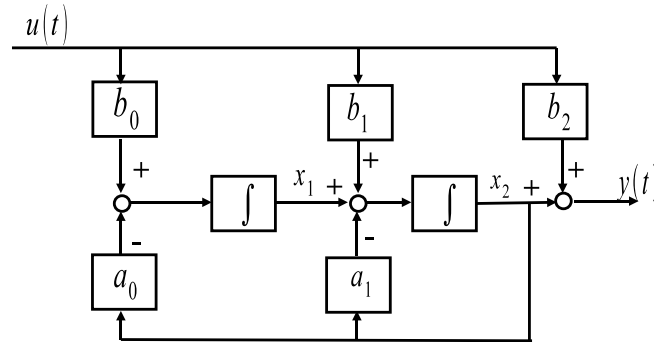 u(t)
b₀
b₁
b₂
+
+
+
∫
x₁
+
∫
x₂
+
y(t)
-
-
a₀
a₁